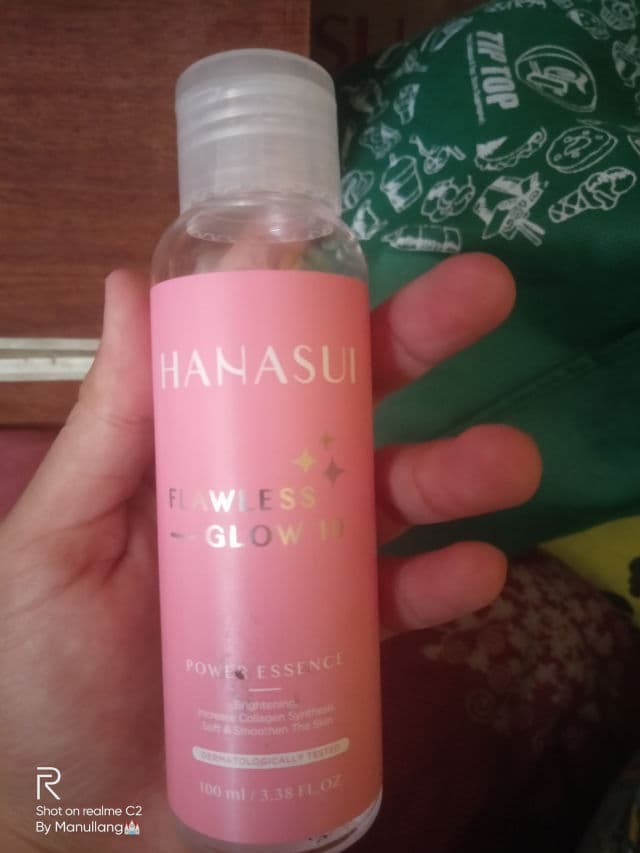 TIP TOP
HANASUI
FLAWLESS
GLOW 10
POWER ESSENCE
Brightening,
Increase Collagen Synthesis
Soft & Smoothen The Skin
DERMATOLOGICALLY TESTED
100 ml / 3.38 FL.OZ
Shot on realme C2
By Manullang